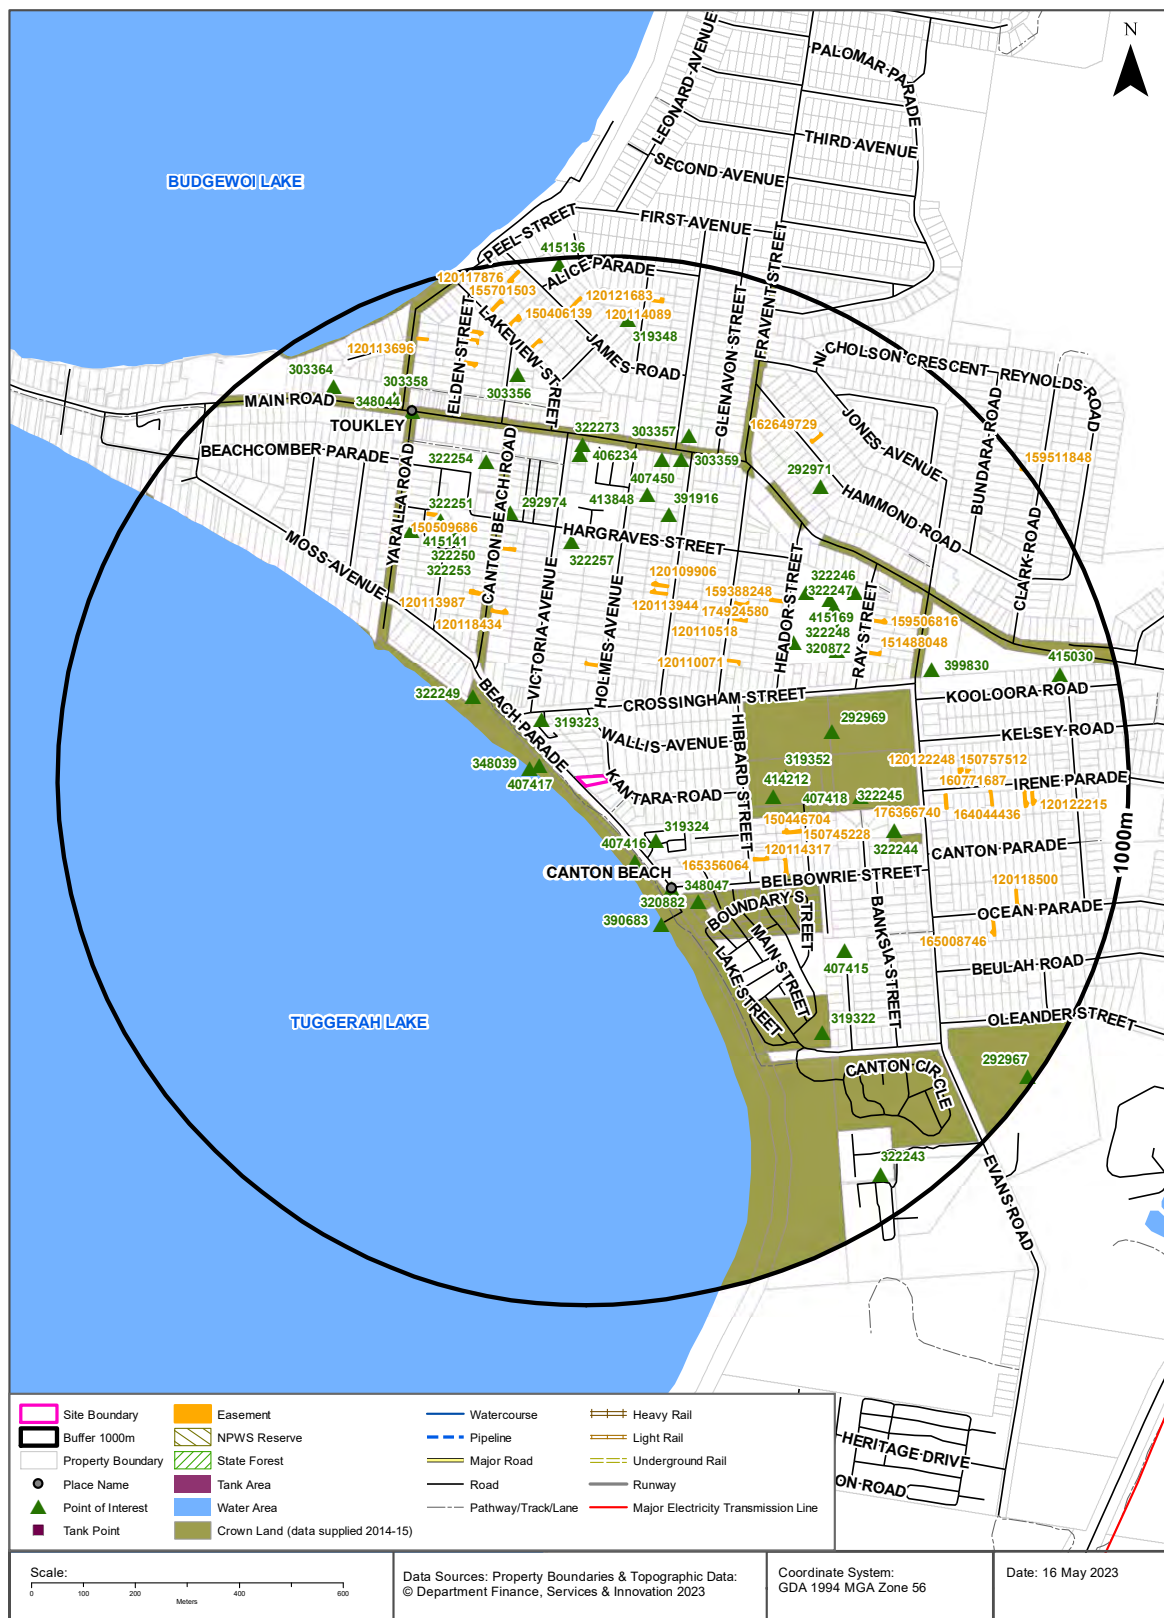 N
PALOMAR PARADE
LEONARD AVENUE
THIRD AVENUE
SECOND AVENUE
BUDGEWOI LAKE
FIRST AVENUE
PEEL STREET
415136
ALICE PARADE
120117876
155701503
120121683
150406139
120114089
319348
FRAVENT STREET
GLENAVON STREET
LAKEVIEW STREET
ELDEN STREET
JAMES ROAD
120113696
NICHOLSON CRESCENT
REYNOLDS ROAD
303364
303358
303356
MAIN ROAD
348044
TOUKLEY
322273
303357
162649729
JONES AVENUE
BUNDARA ROAD
BEACHCOMBER PARADE
322254
406234
303359
159511848
407450
292971
413848
391916
HAMMOND ROAD
YARALLA ROAD
CANTON BEACH ROAD
322251
292974
150509686
415141
322250
322253
HARGRAVES STREET
322257
MOSS AVENUE
CLARK ROAD
120109906
159388248
322246
322247
120113987
120113944
174924580
415169
159506816
120118434
120110518
322248
320872
151488048
VICTORIA AVENUE
HOLMES AVENUE
HEADOR STREET
RAY STREET
120110071
399830
415030
322249
BEACH PARADE
CROSSINGHAM STREET
KOOLOORA ROAD
319323
WALLIS AVENUE
HIBBARD STREET
292969
KELSEY ROAD
348039
407417
319352
120122248
150757512
KANTARA ROAD
414212
160771687
IRENE PARADE
407418
322245
176366740
164044436
120122215
1000m
150446704
319324
150745228
322244
407416
120114317
CANTON PARADE
CANTON BEACH
165356064
BELBOWRIE STREET
348047
120118500
320882
BOUNDARY STREET
OCEAN PARADE
390683
BANKSIA STREET
165008746
MAIN STREET
LAKE STREET
407415
BEULAH ROAD
TUGGERAH LAKE
319322
OLEANDER STREET
292967
CANTON CIRCLE
322243
EVANS ROAD
HERITAGE DRIVE
ON ROAD
Site Boundary
Buffer 1000m
Property Boundary
Place Name
Point of Interest
Tank Point
Easement
NPWS Reserve
State Forest
Tank Area
Water Area
Crown Land (data supplied 2014-15)
Watercourse
Pipeline
Major Road
Road
Pathway/Track/Lane
Heavy Rail
Light Rail
Underground Rail
Runway
Major Electricity Transmission Line
Scale:
0 100 200 400 600
Meters
Data Sources: Property Boundaries & Topographic Data:
© Department Finance, Services & Innovation 2023
Coordinate System:
GDA 1994 MGA Zone 56
Date: 16 May 2023